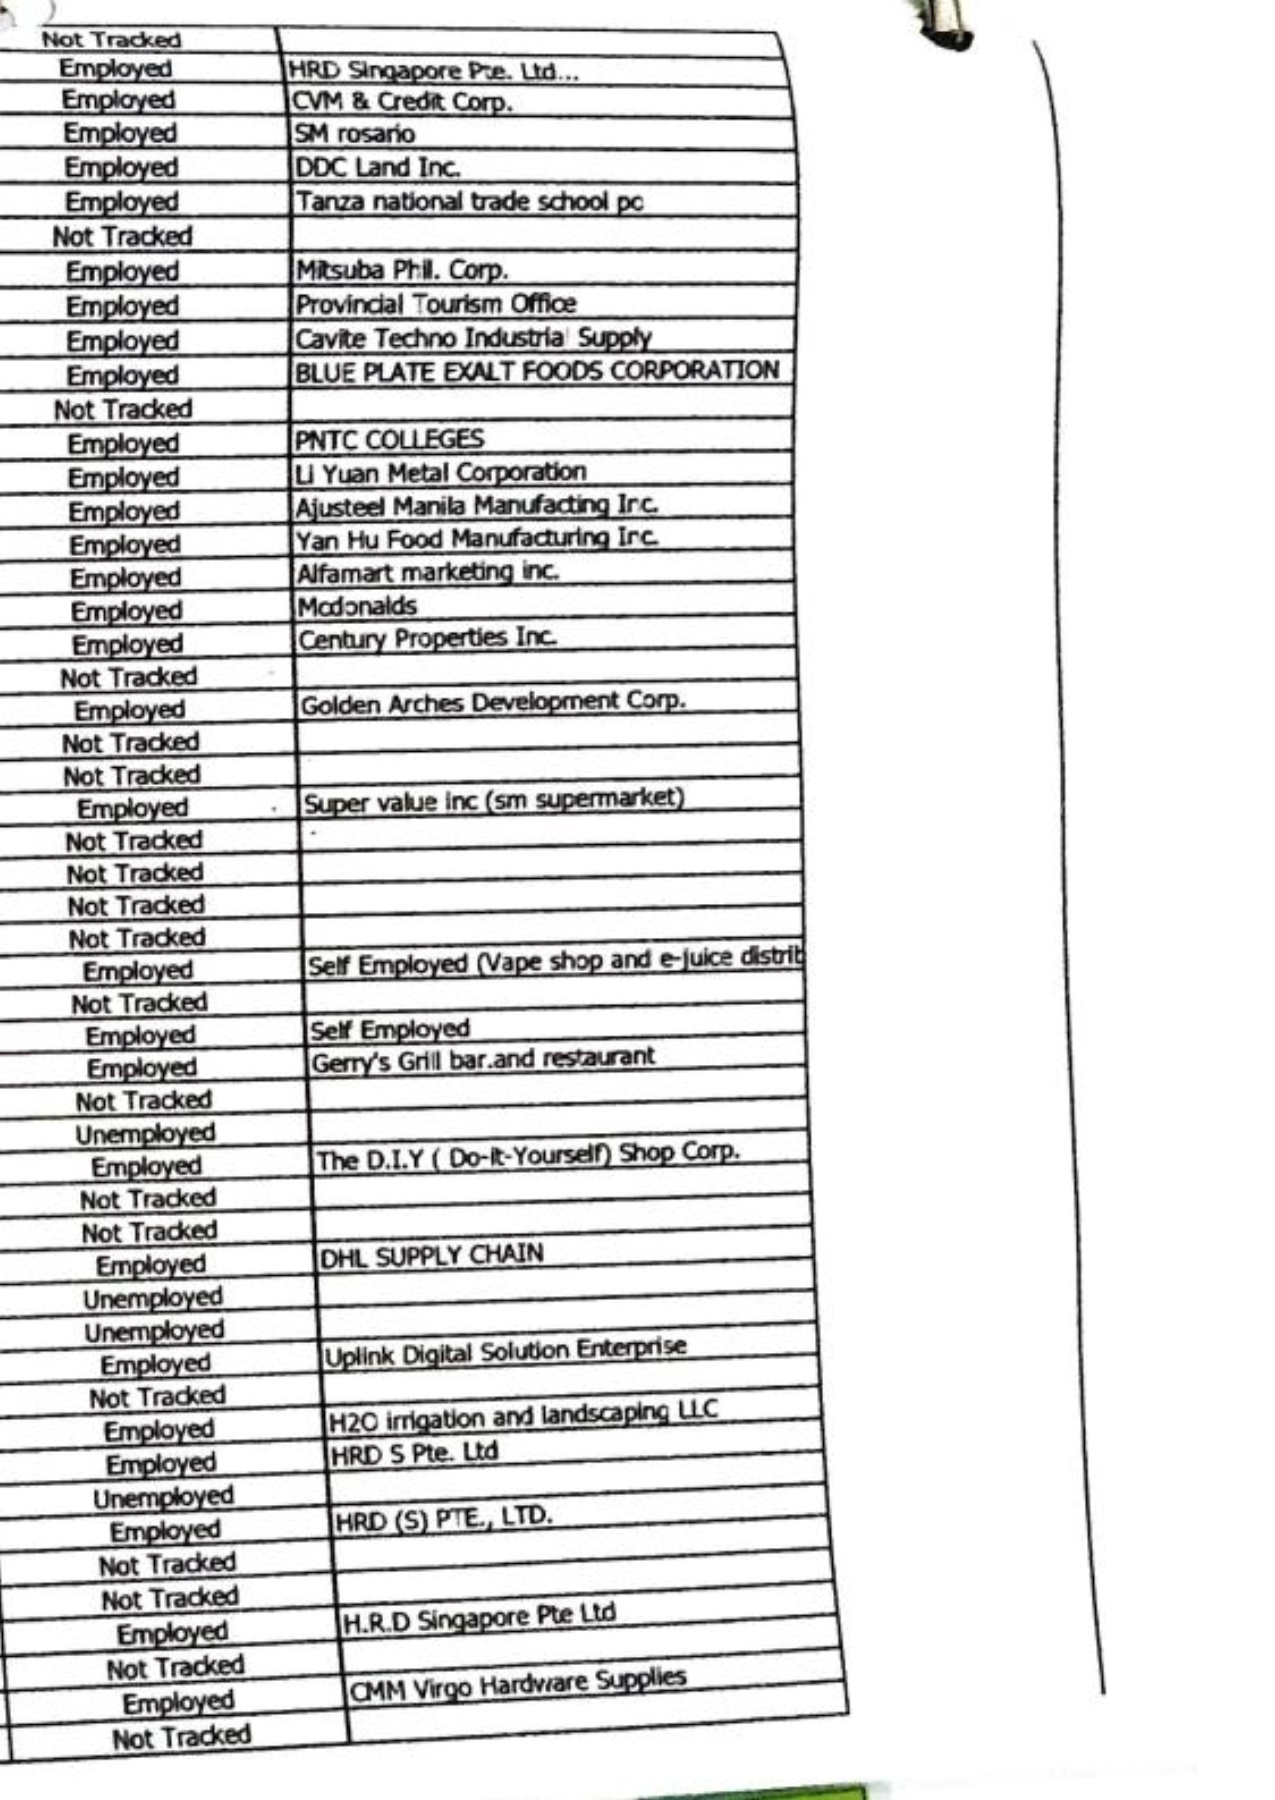 Not Tracked
Employed HRD Singapore Pte. Ltd...
Employed CVM & Credit Corp.
Employed SM rosario
Employed DDC Land Inc.
Employed Tanza national trade school pc
Not Tracked
Employed Mitsuba Phil. Corp.
Employed Provincial Tourism Office
Employed Cavite Techno Industrial Supply
Employed BLUE PLATE EXALT FOODS CORPORATION
Not Tracked
Employed PNTC COLLEGES
Employed Li Yuan Metal Corporation
Employed Ajusteel Manila Manufacting Inc.
Employed Yan Hu Food Manufacturing Inc.
Employed Alfamart marketing inc.
Employed Mcdonalds
Employed Century Properties Inc.
Not Tracked
Employed Golden Arches Development Corp.
Not Tracked
Not Tracked
Employed Super value inc (sm supermarket)
Not Tracked
Not Tracked
Not Tracked
Not Tracked
Employed Self Employed (Vape shop and e-juice distrib
Not Tracked
Employed Self Employed
Employed Gerry's Grill bar.and restaurant
Not Tracked
Unemployed
Employed The D.I.Y ( Do-it-Yourself) Shop Corp.
Not Tracked
Not Tracked
Employed DHL SUPPLY CHAIN
Unemployed
Unemployed
Employed Uplink Digital Solution Enterprise
Not Tracked
Employed H2O irrigation and landscaping LLC
Employed HRD S Pte. Ltd
Unemployed
Employed HRD (S) PTE., LTD.
Not Tracked
Not Tracked
Employed H.R.D Singapore Pte Ltd
Not Tracked
Employed CMM Virgo Hardware Supplies
Not Tracked